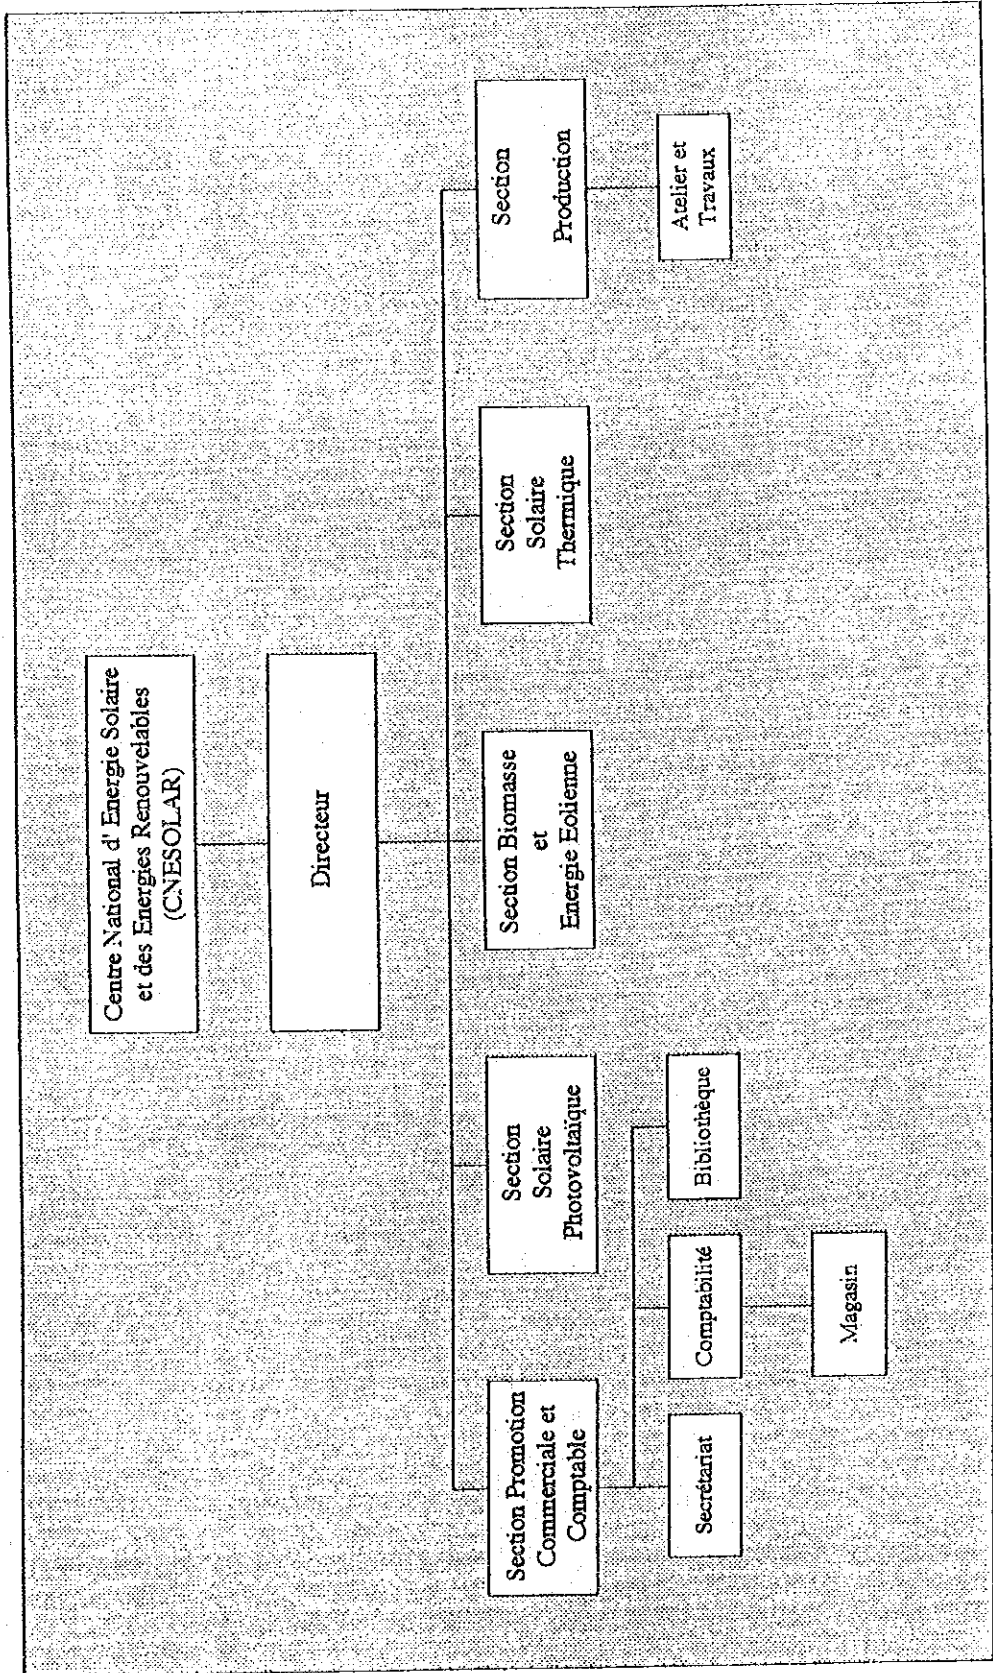 Centre National d' Energie Solaire
et des Energies Renouvelables
(CNESOLAR)
Directeur
Section Promotion
Commerciale et
Comptable
Section
Solaire
Photovoltaïque
Section Biomasse
et
Energie Eolienne
Section
Solaire
Thermique
Section
Production
Secrétariat
Comptabilité
Bibliothèque
Atelier et
Travaux
Magasin